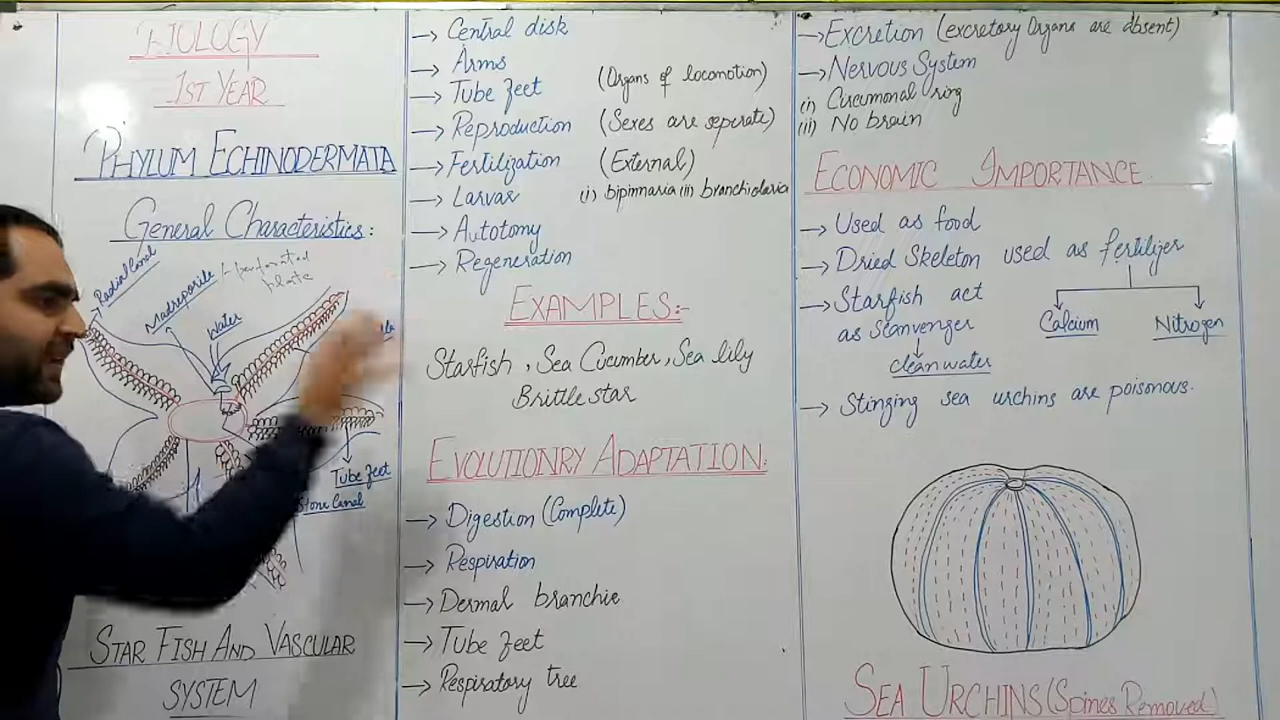 BIOLOGY
1ST YEAR
PHYLUM ECHINODERMATA
General Characteristics:
Radial Canal
Madreporite → perforated
plate
Water
Tube feet
Stone Canal
STAR FISH AND VASCULAR
SYSTEM
→ Central disk
→ Arms
→ Tube feet (Organs of locomotion)
→ Reproduction (Sexes are seperate)
→ Fertilization (External)
→ Larvae (i) bipinnaria (ii) branchiolaria
→ Autotomy
→ Regeneration
EXAMPLES:-
Starfish, Sea Cucumber, Sea lily
Brittle star
EVOLUTIONRY ADAPTATION:
→ Digestion (Complete)
→ Respiration
→ Dermal branchie
→ Tube feet
→ Respiratory tree
→ Excretion (excretory Organs are absent)
→ Nervous System
(i) Circumonal ring
(ii) No brain
ECONOMIC IMPORTANCE
→ Used as food
→ Dried Skeleton used as fertilizer
Calcium Nitrogen
→ Starfish act
as Scanvenger
clean water
→ Stinging sea urchins are poisonous.
SEA URCHINS (Spines Removed)